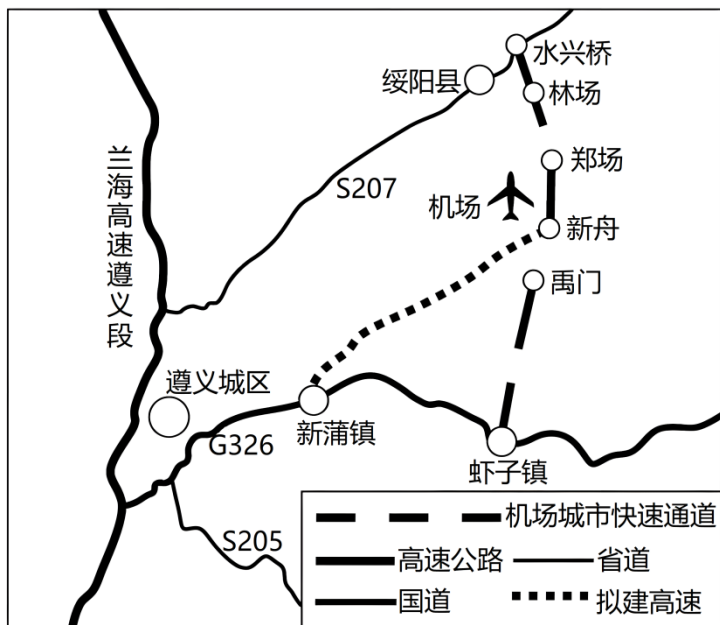 水兴桥
绥阳县
林场
兰海高速遵义段
郑场
S207
机场
新舟
禹门
遵义城区
新蒲镇
G326
虾子镇
S205
机场城市快速通道
高速公路
省道
国道
拟建高速